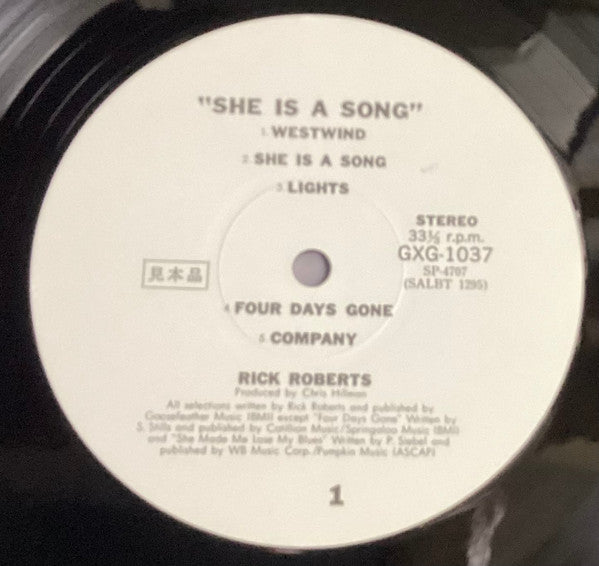 "SHE IS A SONG"
1. WESTWIND
2. SHE IS A SONG
3. LIGHTS
STEREO
33⅓ r.p.m.
GXG-1037
SP-4707
(SALBT 1295)
見本品
4. FOUR DAYS GONE
5. COMPANY
RICK ROBERTS
Produced by Chris Hillman
All selections written by Rick Roberts and published by
Goosefeather Music (BMI) except "Four Days Gone" Written by
S. Stills and published by Cotillion Music/Springaloo Music (BMI)
and "She Made Me Lose My Blues" Written by P. Siebel and
published by WB Music Corp./Pumpkin Music (ASCAP)
1